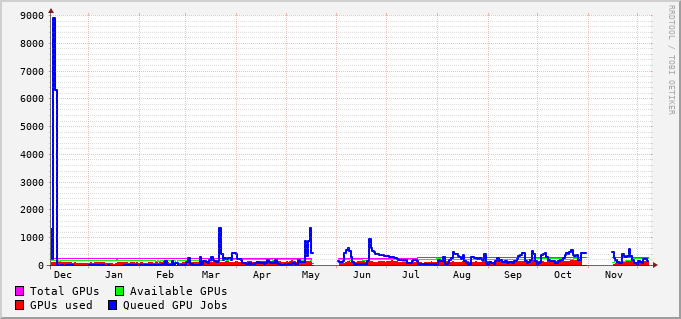 9000
8000
7000
6000
5000
4000
3000
2000
1000
0
Dec Jan Feb Mar Apr May Jun Jul Aug Sep Oct Nov
Total GPUs Available GPUs
GPUs used Queued GPU Jobs
RRDTOOL / TOBI OETIKER